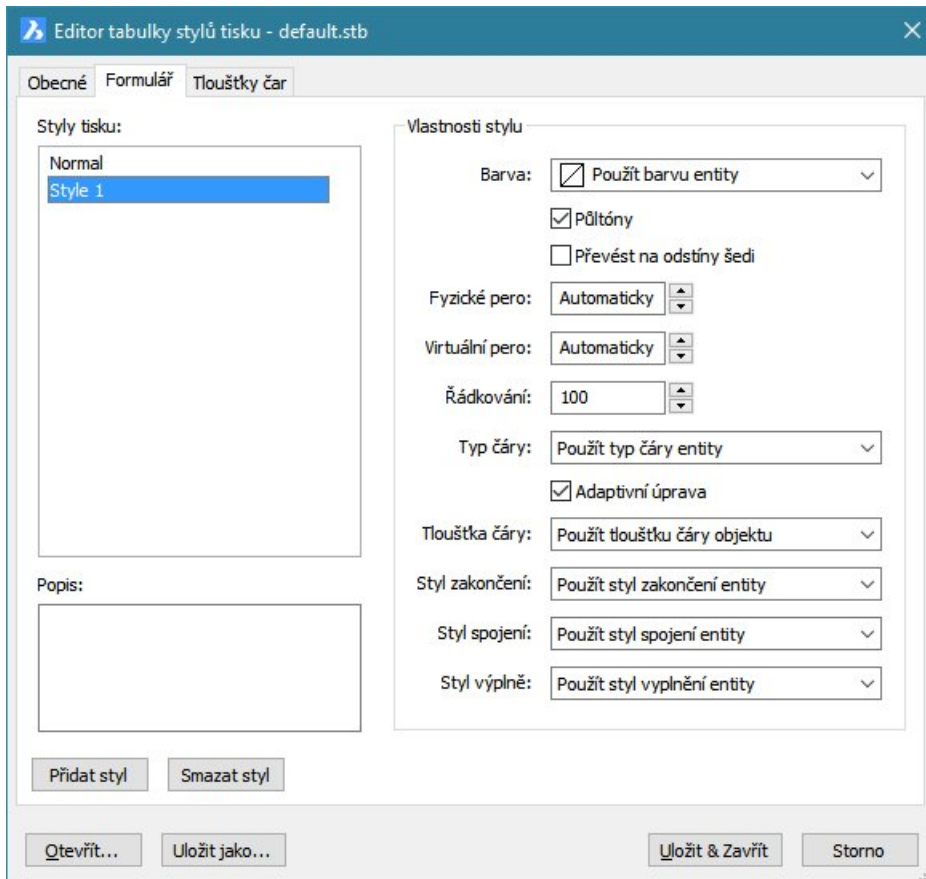 Editor tabulky stylů tisku - default.stb
Obecné Formulář Tloušťky čar
Styly tisku:
Normal
Style 1
Popis:
Přidat styl Smazat styl
Vlastnosti stylu
Barva: Použít barvu entity
Půltóny
Převést na odstíny šedi
Fyzické pero: Automaticky
Virtuální pero: Automaticky
Řádkování: 100
Typ čáry: Použít typ čáry entity
Adaptivní úprava
Tloušťka čáry: Použít tloušťku čáry objektu
Styl zakončení: Použít styl zakončení entity
Styl spojení: Použít styl spojení entity
Styl výplně: Použít styl vyplnění entity
Otevřít... Uložit jako... Uložit & Zavřít Storno